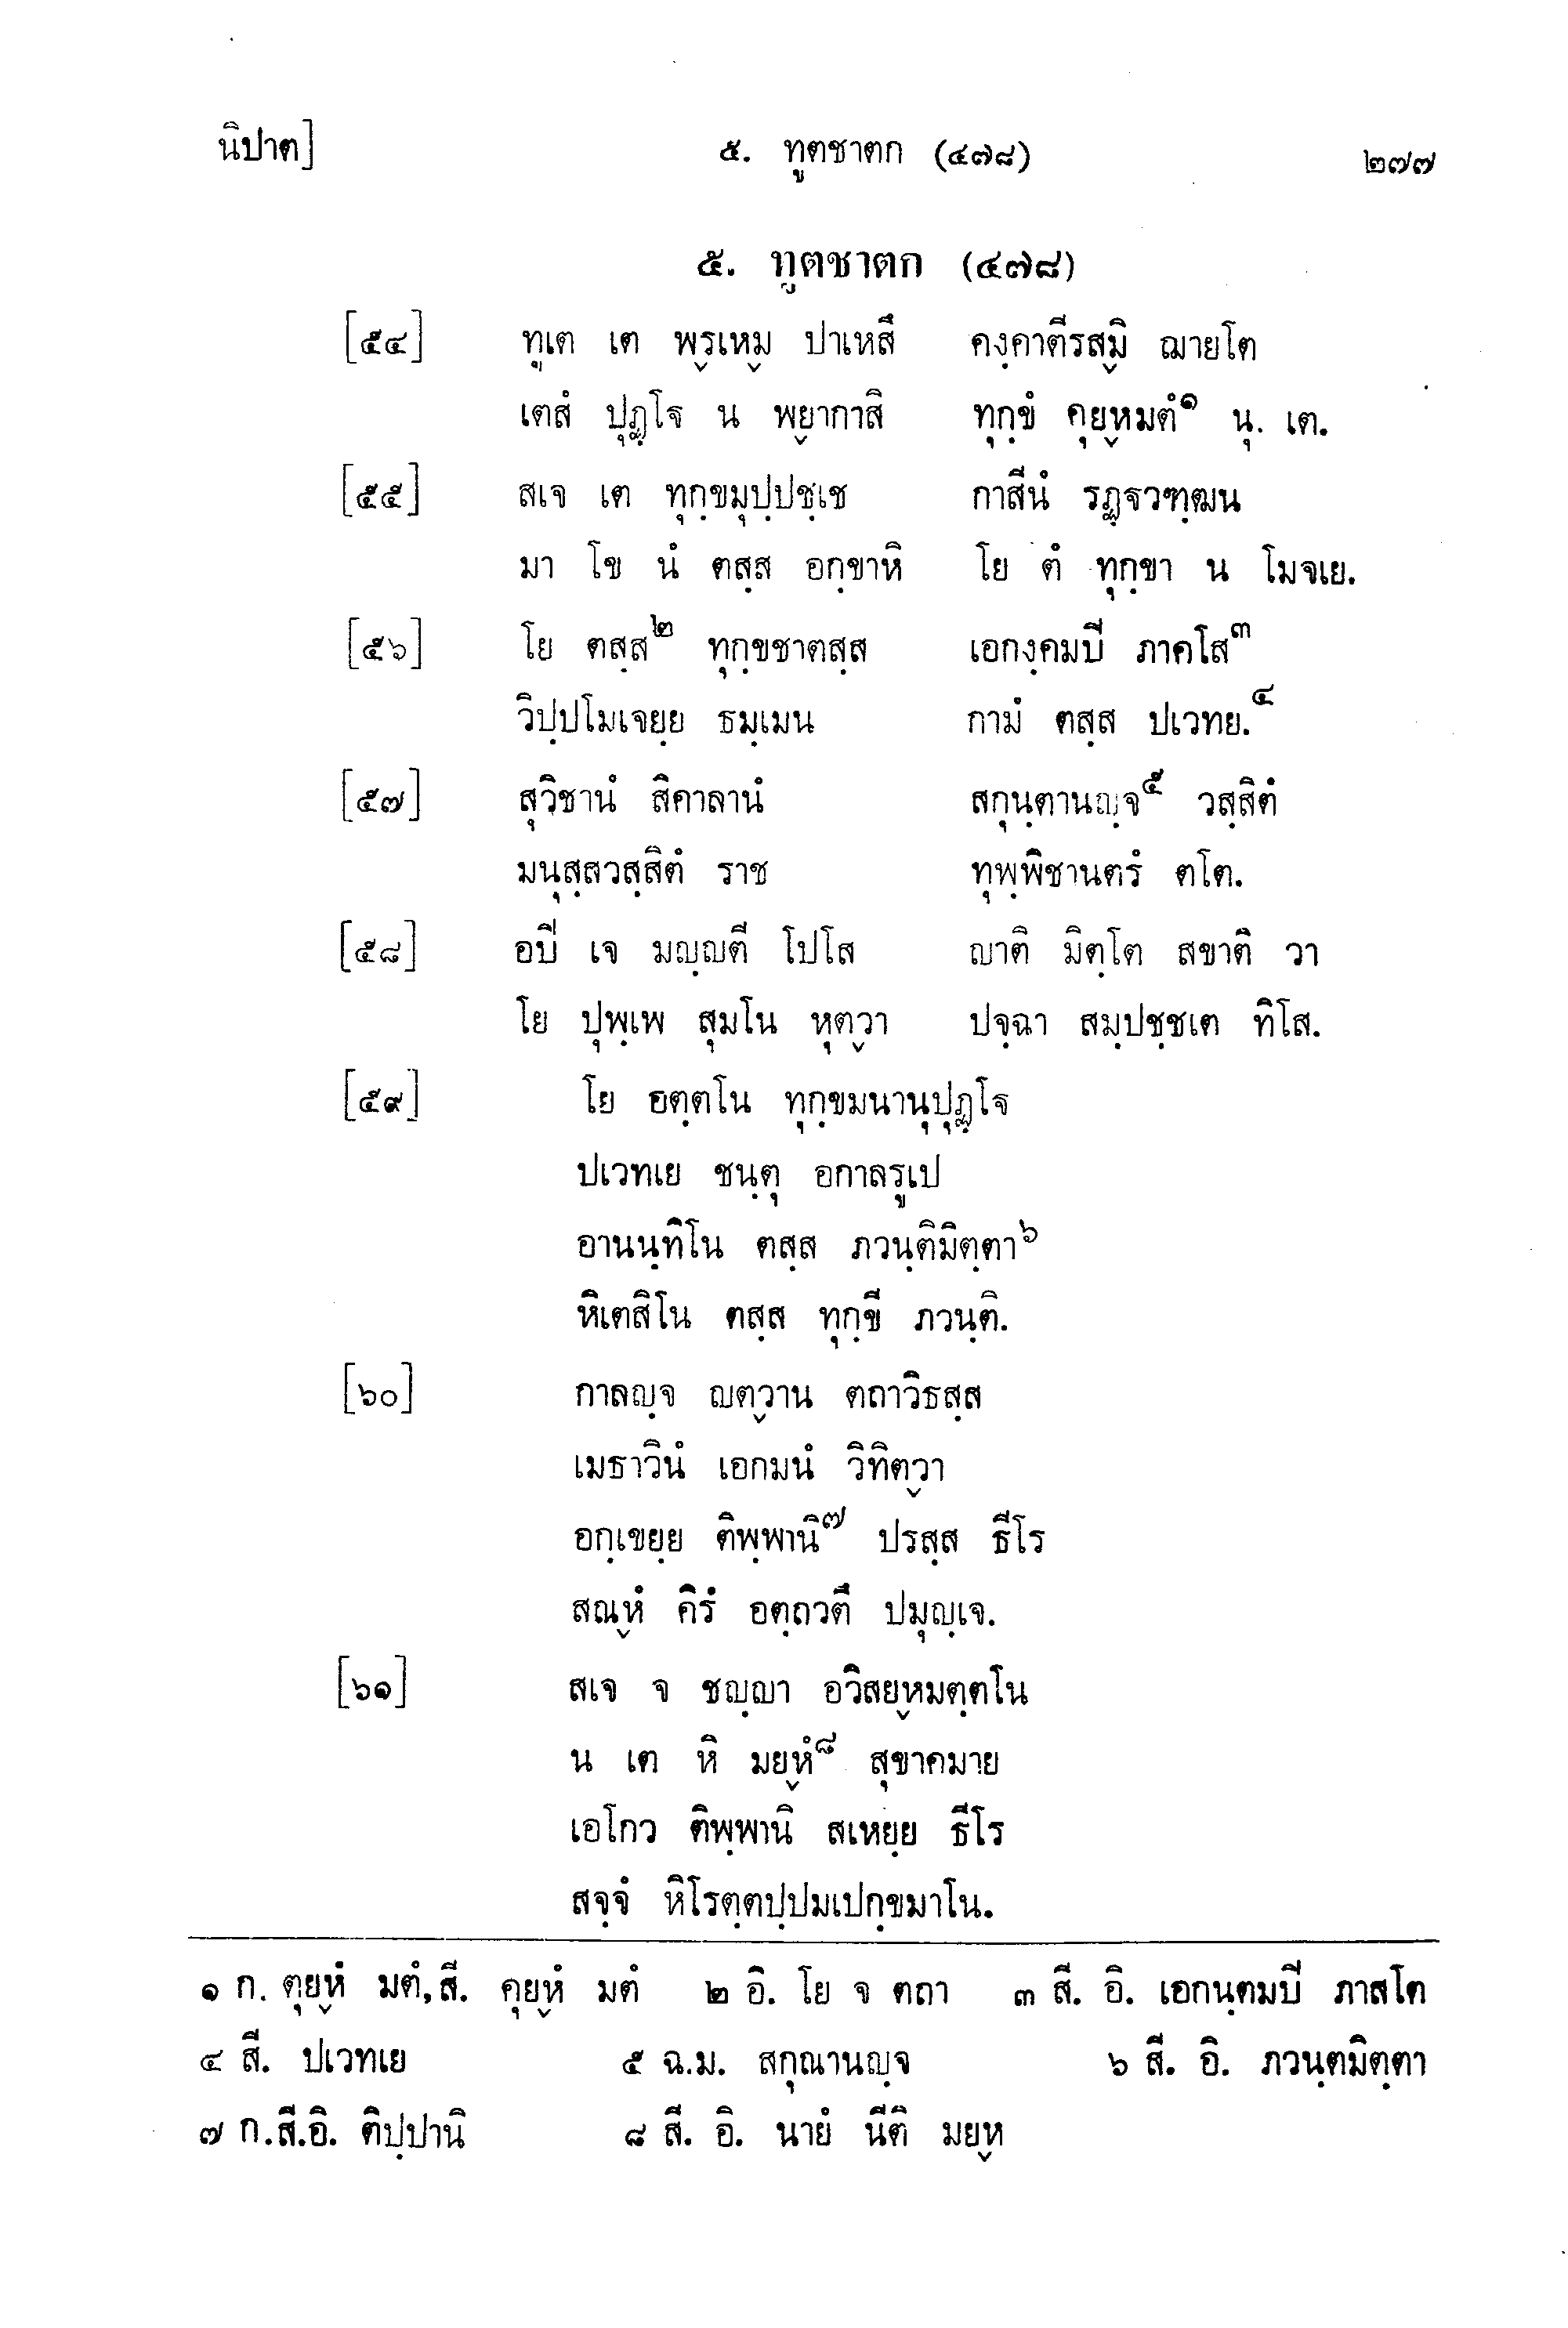 นิปาต] ๕. ทูตชาตก (๔๗๘) ๒๗๗
๕. ทูตชาตก (๔๗๘)
[๕๔] ทูเต เต พฺรเหฺม ปาเหสึ คงฺคาตีรสฺมิ ฌายโต
เตสํ ปุฏฺโฐ น พฺยากาสิ ทุกฺขํ คุยฺหมตํ๑ นุ. เต.
[๕๕] สเจ เต ทุกฺขมุปฺปชฺเช กาสีนํ รฏฺฐวฑฺฒน
มา โข นํ ตสฺส อกฺขาหิ โย ตํ ทุกฺขา น โมจเย.
[๕๖] โย ตสฺส๒ ทุกฺขชาตสฺส เอกงฺคมปิ ภาคโส๓
วิปฺปโมเจยฺย ธมฺเมน กามํ ตสฺส ปเวทย.๔
[๕๗] สุวิชานํ สิคาลานํ สกุนฺตานญฺจ๕ วสฺสิตํ
มนุสฺสวสฺสิตํ ราช ทุพฺพิชานตรํ ตโต.
[๕๘] อปิ เจ มญฺญตี โปโส ญาติ มิตฺโต สขาติ วา
โย ปุพฺเพ สุมโน หุตฺวา ปจฺฉา สมฺปชฺชเต ทิโส.
[๕๙] โย อตฺตโน ทุกฺขมนานุปุฏฺโฐ
ปเวทเย ชนฺตุ อกาลรูเป
อานนฺทิโน ตสฺส ภวนฺติมิตฺตา๖
หิเตสิโน ตสฺส ทุกฺขี ภวนฺติ.
[๖๐] กาลญฺจ ญตฺวาน ตถาวิธสฺส
เมธาวินํ เอกมนํ วิทิตฺวา
อกฺเขยฺย ติพฺพานิ๗ ปรสฺส ธีโร
สณฺหํ คิรํ อตฺถวตึ ปมุญฺเจ.
[๖๑] สเจ จ ชญฺญา อวิสยฺหมตฺตโน
น เต หิ มยฺหํ๘ สุขาคมาย
เอโกว ติพฺพานิ สเหยฺย ธีโร
สจฺจํ หิโรตฺตปฺปมเปกฺขมาโน.
๑ ก. ตุยฺหํ มตํ,สี. คุยฺหํ มตํ ๒ อิ. โย จ ตถา ๓ สี. อิ. เอกนฺตมปิ ภาสโต
๔ สี. ปเวทเย ๕ ฉ.ม. สกุณานญฺจ ๖ สี. อิ. ภวนฺตมิตฺตา
๗ ก.สี.อิ. ติปฺปานิ ๘ สี. อิ. นายํ นีติ มยฺห